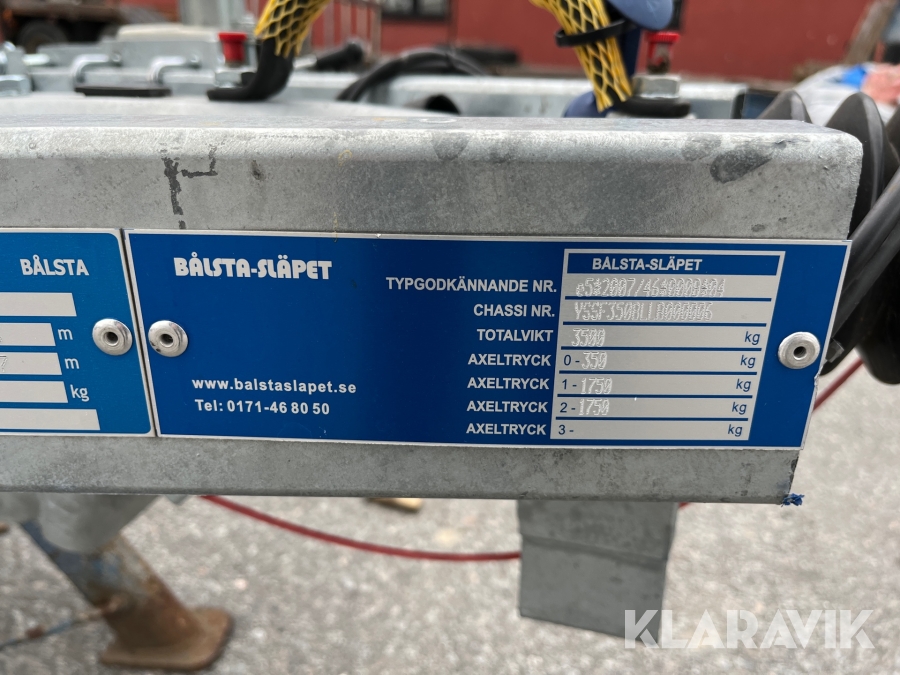 BÅLSTA
m
m
kg
BÅLSTA-SLÄPET
www.balstaslapet.se
Tel: 0171-46 80 50
BÅLSTA-SLÄPET
TYPGODKÄNNANDE NR.
CHASSI NR.
TOTALVIKT 3500 kg
AXELTRYCK 0-350 kg
AXELTRYCK 1-1750 kg
AXELTRYCK 2-1750 kg
AXELTRYCK 3- kg
KLARAVIK